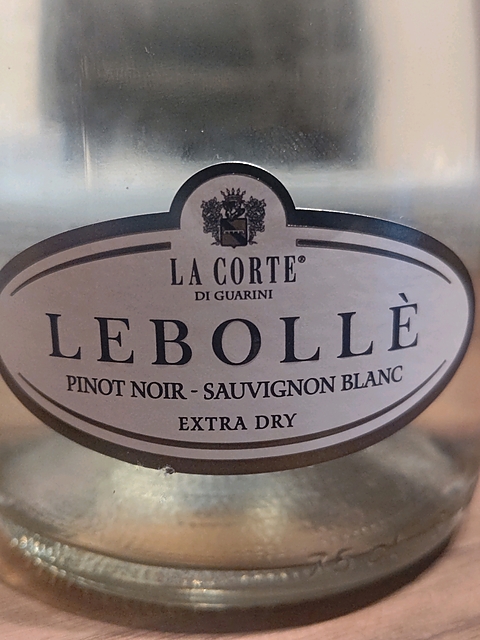 LA CORTE®
DI GUARINI
LEBOLLÈ
PINOT NOIR - SAUVIGNON BLANC
EXTRA DRY